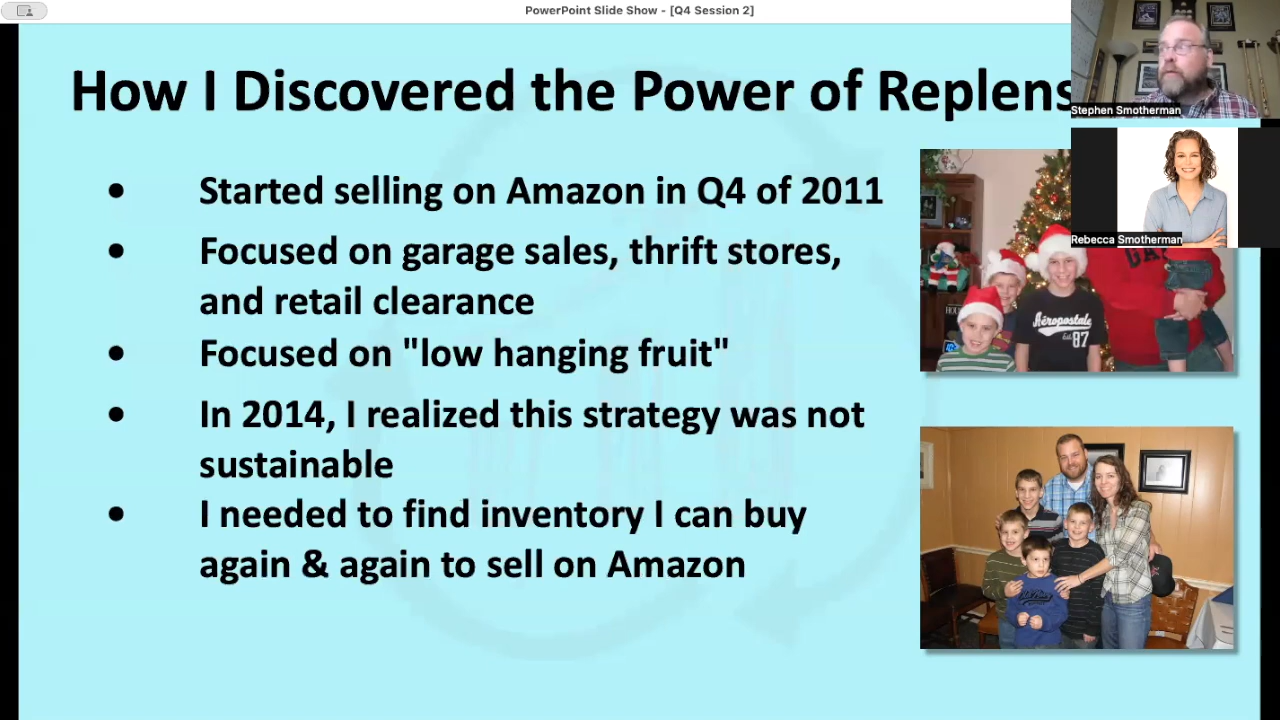 PowerPoint Slide Show - [Q4 Session 2]
How I Discovered the Power of Replens
Stephen Smotherman
Rebecca Smotherman
• Started selling on Amazon in Q4 of 2011
• Focused on garage sales, thrift stores,
and retail clearance
• Focused on "low hanging fruit"
• In 2014, I realized this strategy was not
sustainable
• I needed to find inventory I can buy
again & again to sell on Amazon
Aéropostale
87